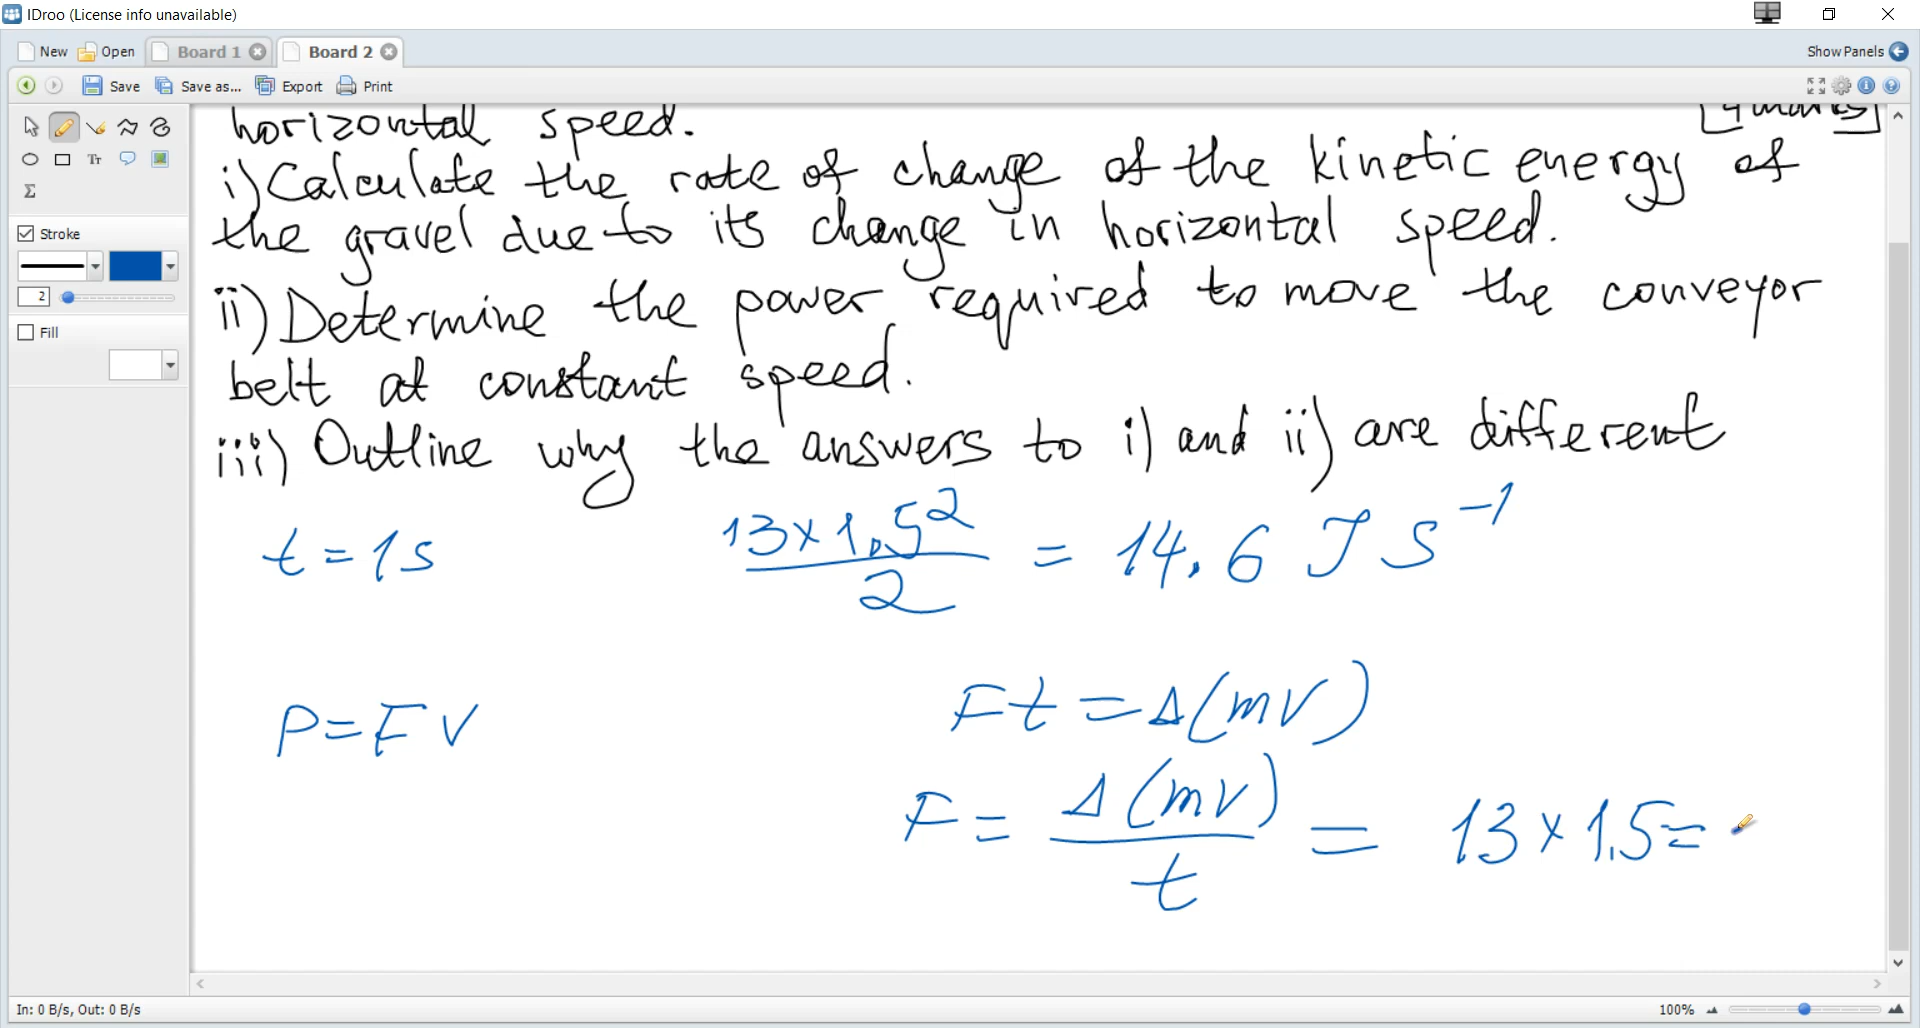 IDroo (License info unavailable)
New Open Board 1 Board 2 Show Panels
Save Save as... Export Print
horizontal speed. [4 marks]
i) Calculate the rate of change of the kinetic energy of
the gravel due to its change in horizontal speed.
ii) Determine the power required to move the conveyor
belt at constant speed.
iii) Outline why the answers to i) and ii) are different
Tr
Σ
Stroke
2
Fill
t = 1s
13 × 1.5² / 2 = 14.6 J S⁻¹
P = F V
Ft = Δ(mv)
F = Δ(mv) / t = 13 × 1.5 =
In: 0 B/s, Out: 0 B/s
100%